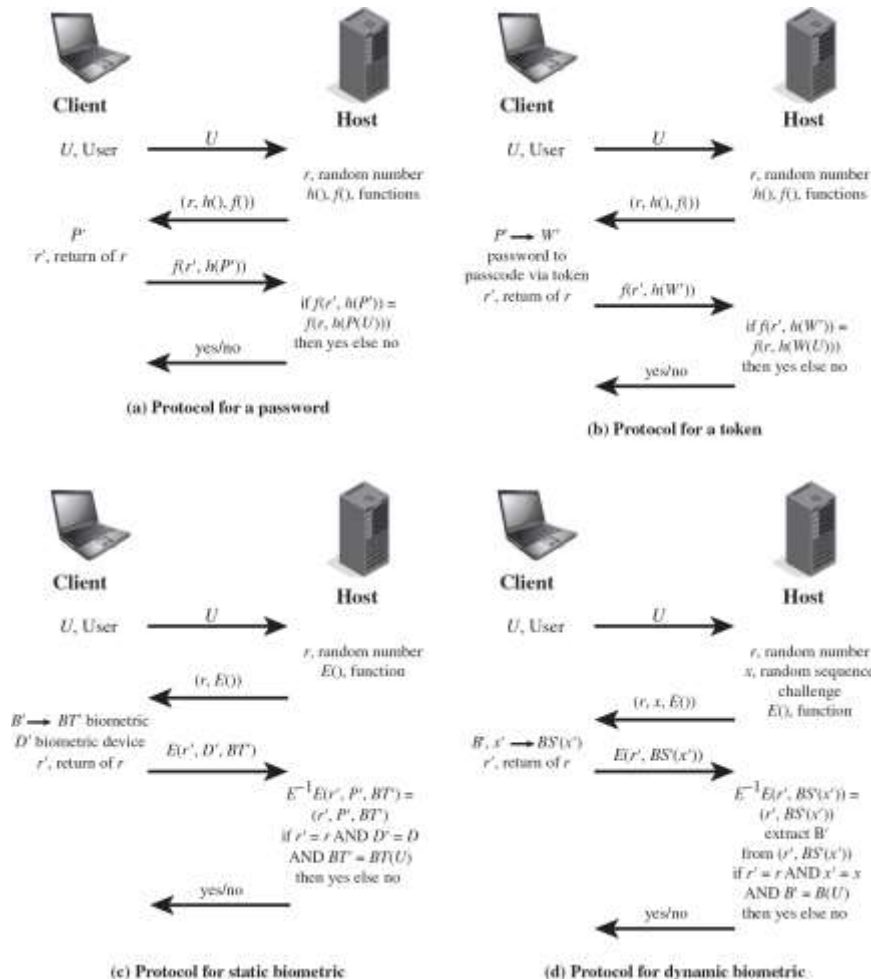 Client
Host
U, User
U
r, random number
h(), f(), functions
(r, h(), f())
P'
r', return of r
f(r', h(P'))
if f(r', h(P')) =
f(r, h(P(U)))
then yes else no
yes/no
(a) Protocol for a password
Client
Host
U, User
U
r, random number
h(), f(), functions
(r, h(), f())
P' → W'
password to
passcode via token
r', return of r
f(r', h(W'))
if f(r', h(W')) =
f(r, h(W(U)))
then yes else no
yes/no
(b) Protocol for a token
Client
Host
U, User
U
r, random number
E(), function
(r, E())
B' → BT' biometric
D' biometric device
r', return of r
E(r', D', BT')
E⁻¹E(r', P', BT') =
(r', P', BT')
if r' = r AND D' = D
AND BT' = BT(U)
then yes else no
yes/no
(c) Protocol for static biometric
Client
Host
U, User
U
r, random number
x, random sequence
challenge
E(), function
(r, x, E())
B', x' → BS'(x')
r', return of r
E(r', BS'(x'))
E⁻¹E(r', BS'(x')) =
(r', BS'(x'))
extract B'
from (r', BS'(x'))
if r' = r AND x' = x
AND B' = B(U)
then yes else no
yes/no
(d) Protocol for dynamic biometric